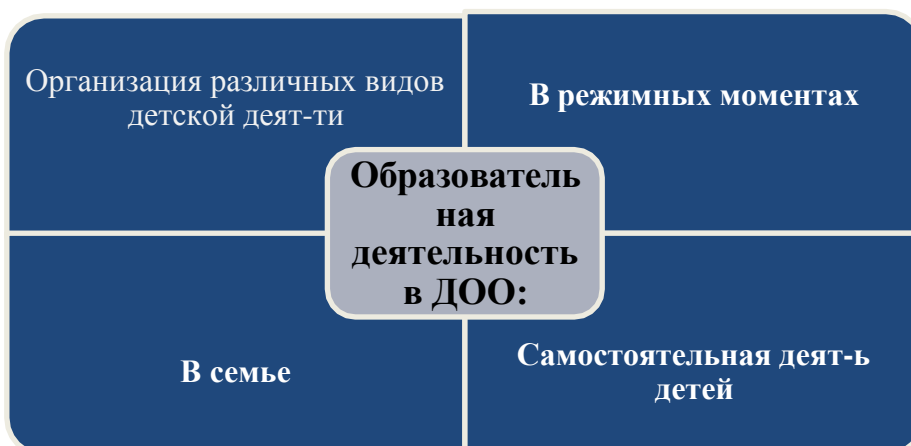 Организация различных видов
детской деят-ти
В режимных моментах
Образователь
ная
деятельность
в ДОО:
В семье
Самостоятельная деят-ь
детей